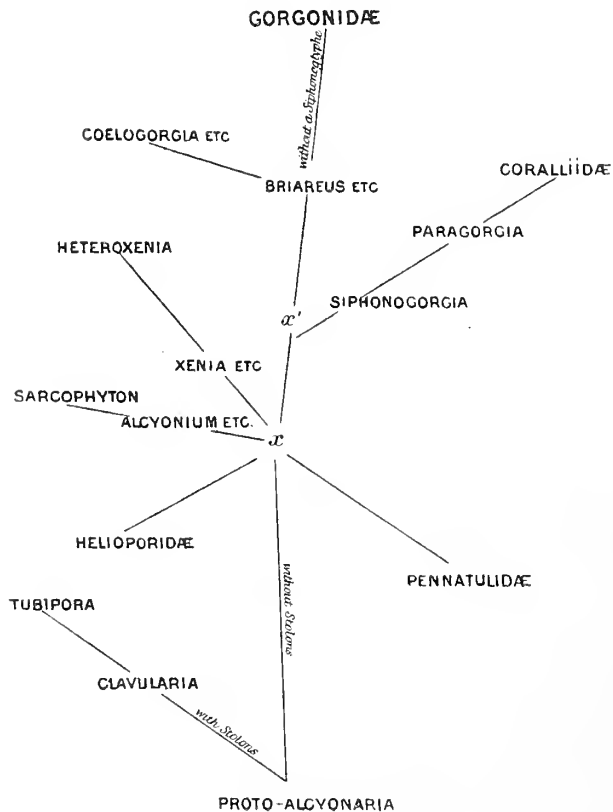 GORGONIDÆ
without a Siphonoglyphe
COELOGORGIA ETC
BRIAREUS ETC
CORALLIIDÆ
PARAGORGIA
HETEROXENIA
SIPHONOGORGIA
x'
XENIA ETC
SARCOPHYTON
ALCYONIUM ETC.
x
HELIOPORIDÆ
without Stolons
PENNATULIDÆ
TUBIPORA
CLAVULARIA
with Stolons
PROTO-ALCYONARIA